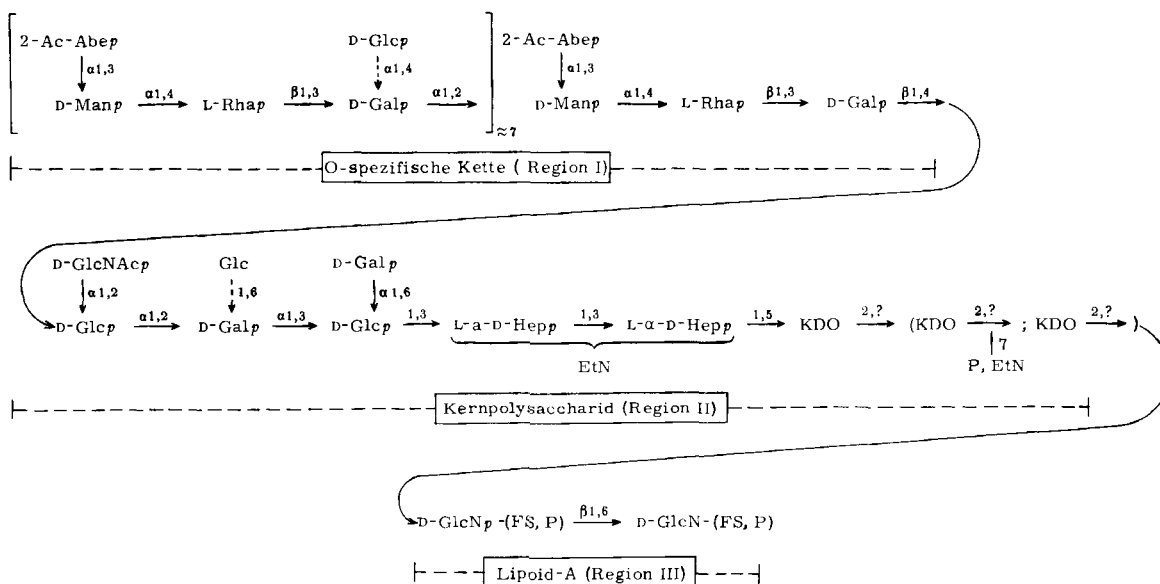 2-Ac-Abep D-Glcp 2-Ac-Abep
α1,3 α1,4 α1,3
D-Manp α1,4 L-Rhap β1,3 D-Galp α1,2 D-Manp α1,4 L-Rhap β1,3 D-Galp β1,4
≈7
O-spezifische Kette ( Region I)
D-GlcNAcp Glc D-Galp
α1,2 1,6 α1,6
D-Glcp α1,2 D-Galp α1,3 D-Glcp 1,3 L-a-D-Hepp 1,3 L-α-D-Hepp 1,5 KDO 2,? (KDO 2,? ; KDO 2,? )
7
EtN P, EtN
Kernpolysaccharid (Region II)
D-GlcNp -(FS, P) β1,6 D-GlcN-(FS, P)
Lipoid-A (Region III)